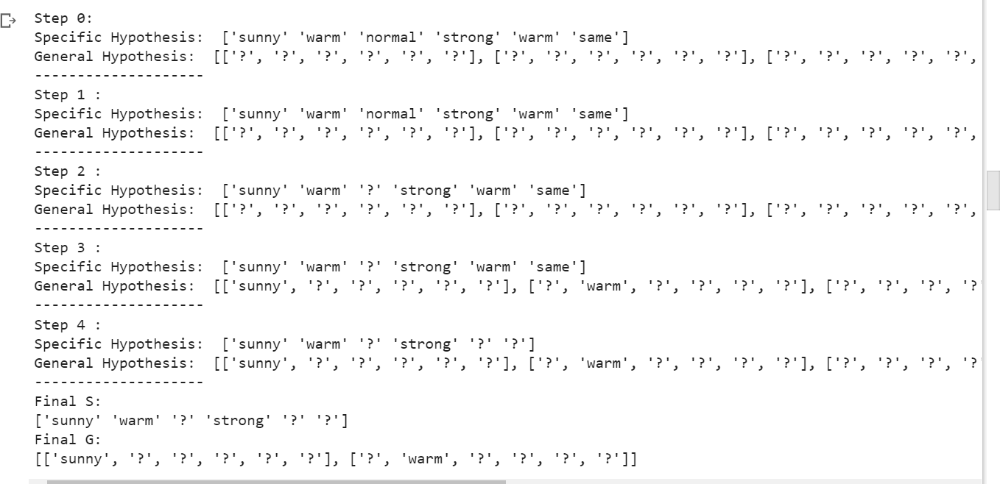 Step 0:
Specific Hypothesis:  ['sunny' 'warm' 'normal' 'strong' 'warm' 'same']
General Hypothesis:  [['?', '?', '?', '?', '?', '?'], ['?', '?', '?', '?', '?', '?'], ['?', '?', '?', '?', '?',
--------------------
Step 1 :
Specific Hypothesis:  ['sunny' 'warm' 'normal' 'strong' 'warm' 'same']
General Hypothesis:  [['?', '?', '?', '?', '?', '?'], ['?', '?', '?', '?', '?', '?'], ['?', '?', '?', '?', '?',
--------------------
Step 2 :
Specific Hypothesis:  ['sunny' 'warm' '?' 'strong' 'warm' 'same']
General Hypothesis:  [['?', '?', '?', '?', '?', '?'], ['?', '?', '?', '?', '?', '?'], ['?', '?', '?', '?', '?',
--------------------
Step 3 :
Specific Hypothesis:  ['sunny' 'warm' '?' 'strong' 'warm' 'same']
General Hypothesis:  [['sunny', '?', '?', '?', '?', '?'], ['?', 'warm', '?', '?', '?', '?'], ['?', '?', '?', '?'
--------------------
Step 4 :
Specific Hypothesis:  ['sunny' 'warm' '?' 'strong' '?' '?']
General Hypothesis:  [['sunny', '?', '?', '?', '?', '?'], ['?', 'warm', '?', '?', '?', '?'], ['?', '?', '?', '?'
--------------------
Final S:
['sunny' 'warm' '?' 'strong' '?' '?']
Final G:
[['sunny', '?', '?', '?', '?', '?'], ['?', 'warm', '?', '?', '?', '?']]